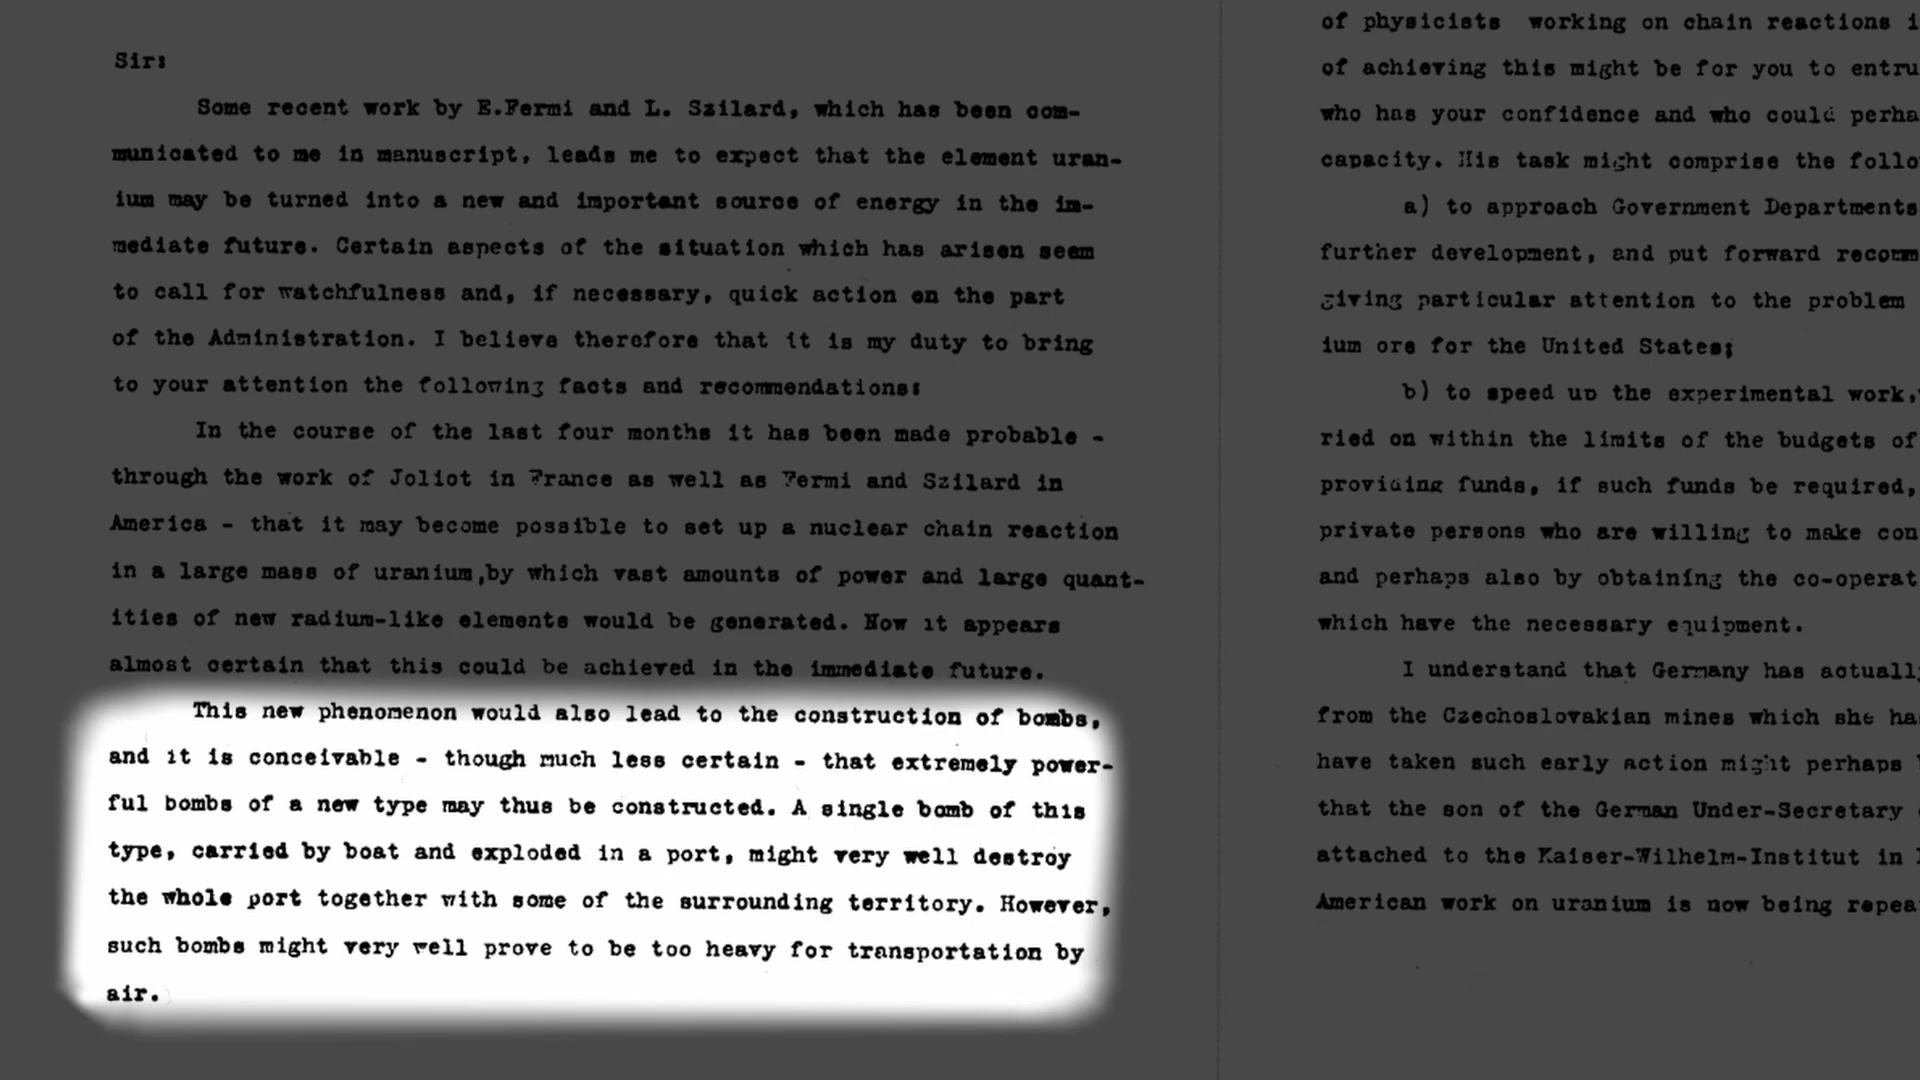 Sir:
Some recent work by E.Fermi and L. Szilard, which has been com-
municated to me in manuscript, leads me to expect that the element uran-
ium may be turned into a new and important source of energy in the im-
mediate future. Certain aspects of the situation which has arisen seem
to call for watchfulness and, if necessary, quick action on the part
of the Administration. I believe therefore that it is my duty to bring
to your attention the following facts and recommendations:
In the course of the last four months it has been made probable -
through the work of Joliot in France as well as Fermi and Szilard in
America - that it may become possible to set up a nuclear chain reaction
in a large mass of uranium,by which vast amounts of power and large quant-
ities of new radium-like elements would be generated. Now it appears
almost certain that this could be achieved in the immediate future.
This new phenomenon would also lead to the construction of bombs,
and it is conceivable - though much less certain - that extremely power-
ful bombs of a new type may thus be constructed. A single bomb of this
type, carried by boat and exploded in a port, might very well destroy
the whole port together with some of the surrounding territory. However,
such bombs might very well prove to be too heavy for transportation by
air.
of physicists working on chain reactions i
of achieving this might be for you to entru
who has your confidence and who could perha
capacity. His task might comprise the follo
a) to approach Government Departments
further development, and put forward recomm
giving particular attention to the problem
ium ore for the United States;
b) to speed up the experimental work,
ried on within the limits of the budgets of
providing funds, if such funds be required,
private persons who are willing to make con
and perhaps also by obtaining the co-operat
which have the necessary equipment.
I understand that Germany has actuall
from the Czechoslovakian mines which she ha
have taken such early action might perhaps
that the son of the German Under-Secretary
attached to the Kaiser-Wilhelm-Institut in
American work on uranium is now being repea